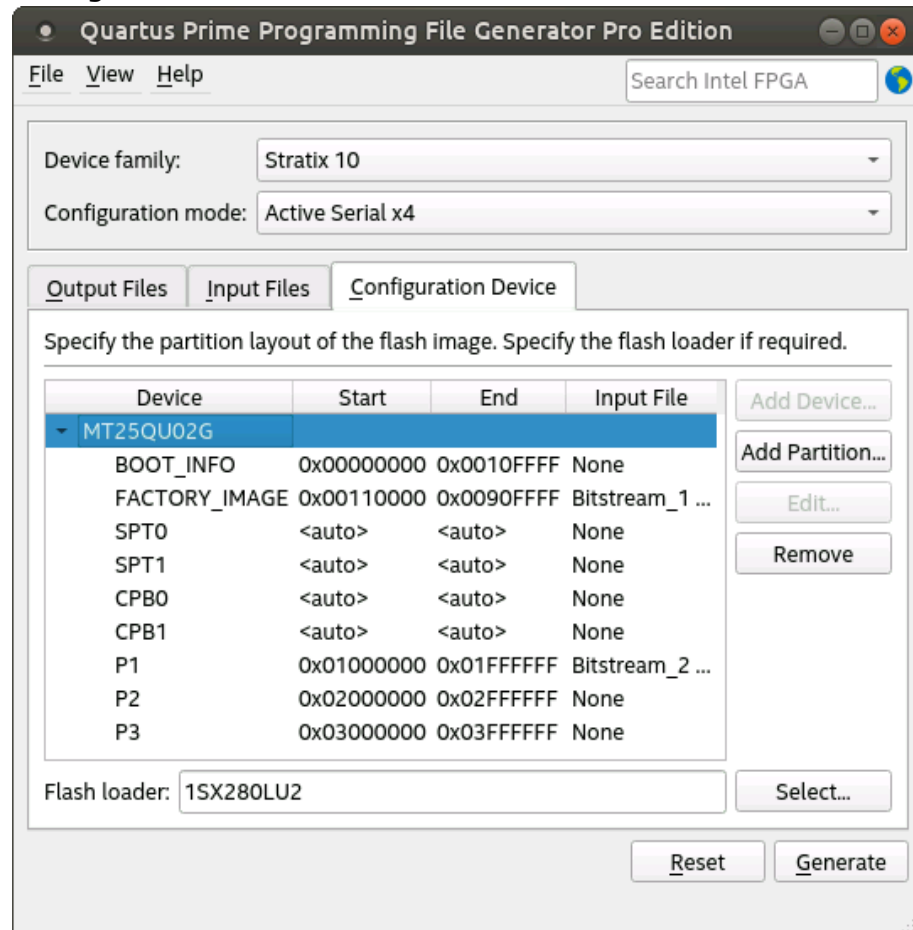 Quartus Prime Programming File Generator Pro Edition
File View Help Search Intel FPGA
Device family: Stratix 10
Configuration mode: Active Serial x4
Output Files Input Files Configuration Device
Specify the partition layout of the flash image. Specify the flash loader if required.
Device Start End Input File Add Device...
MT25QU02G
Add Partition...
BOOT_INFO 0x00000000 0x0010FFFF None
FACTORY_IMAGE 0x00110000 0x0090FFFF Bitstream_1 ...
Edit...
SPT0 <auto> <auto> None
SPT1 <auto> <auto> None
Remove
CPB0 <auto> <auto> None
CPB1 <auto> <auto> None
P1 0x01000000 0x01FFFFFF Bitstream_2 ...
P2 0x02000000 0x02FFFFFF None
P3 0x03000000 0x03FFFFFF None
Flash loader: 1SX280LU2 Select...
Reset Generate